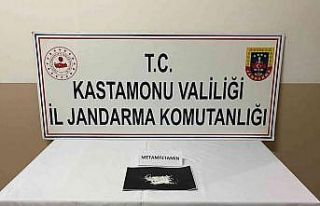 T.C.
KASTAMONU VALİLİĞİ
İL JANDARMA KOMUTANLIĞI
METAMFETAMİN